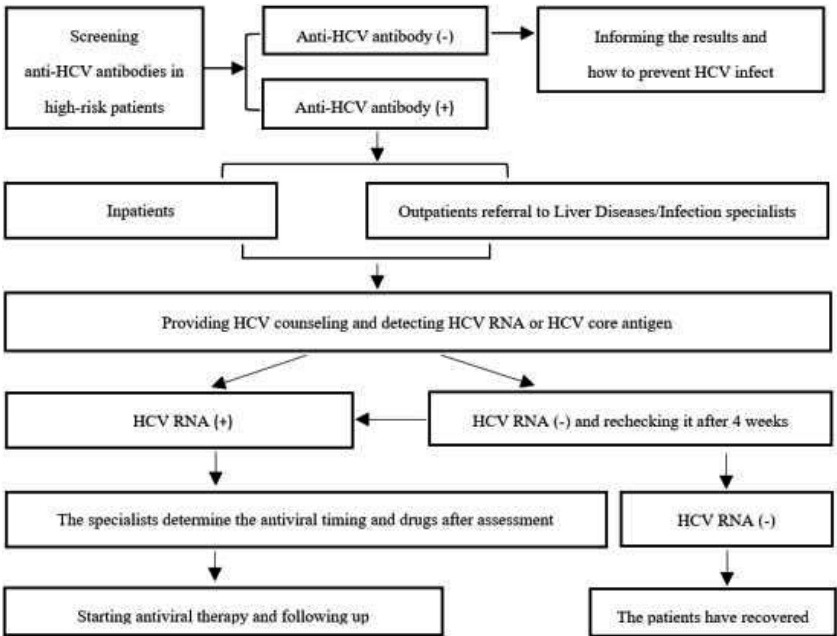 Screening
anti-HCV antibodies in
high-risk patients
Anti-HCV antibody (-)
Anti-HCV antibody (+)
Informing the results and
how to prevent HCV infect
Inpatients
Outpatients referral to Liver Diseases/Infection specialists
Providing HCV counseling and detecting HCV RNA or HCV core antigen
HCV RNA (+)
HCV RNA (-) and rechecking it after 4 weeks
The specialists determine the antiviral timing and drugs after assessment
HCV RNA (-)
Starting antiviral therapy and following up
The patients have recovered